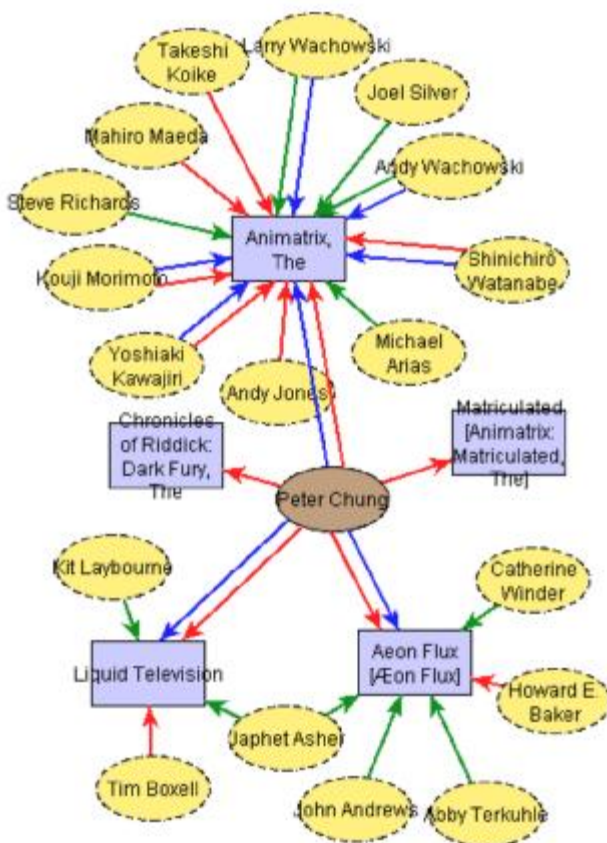 Takeshi
Koike
Larry Wachowski
Joel Silver
Mahiro Maeda
Andy Wachowski
Steve Richards
Animatrix,
The
Shinichirô
Watanabe
Kouji Morimoto
Michael
Arias
Yoshiaki
Kawajiri
Andy Jones
Chronicles
of Riddick:
Dark Fury,
The
Matriculated
[Animatrix:
Matriculated,
The]
Peter Chung
Kit Laybourne
Catherine
Winder
Liquid Television
Aeon Flux
[Æon Flux]
Howard E.
Baker
Japhet Asher
Tim Boxell
John Andrews
Abby Terkuhle